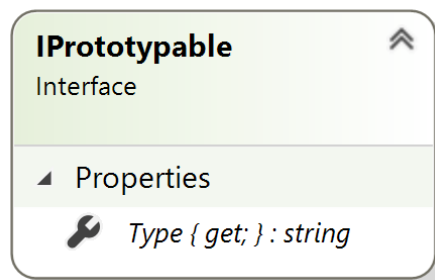 IPrototypable
Interface
Properties
Type { get; } : string